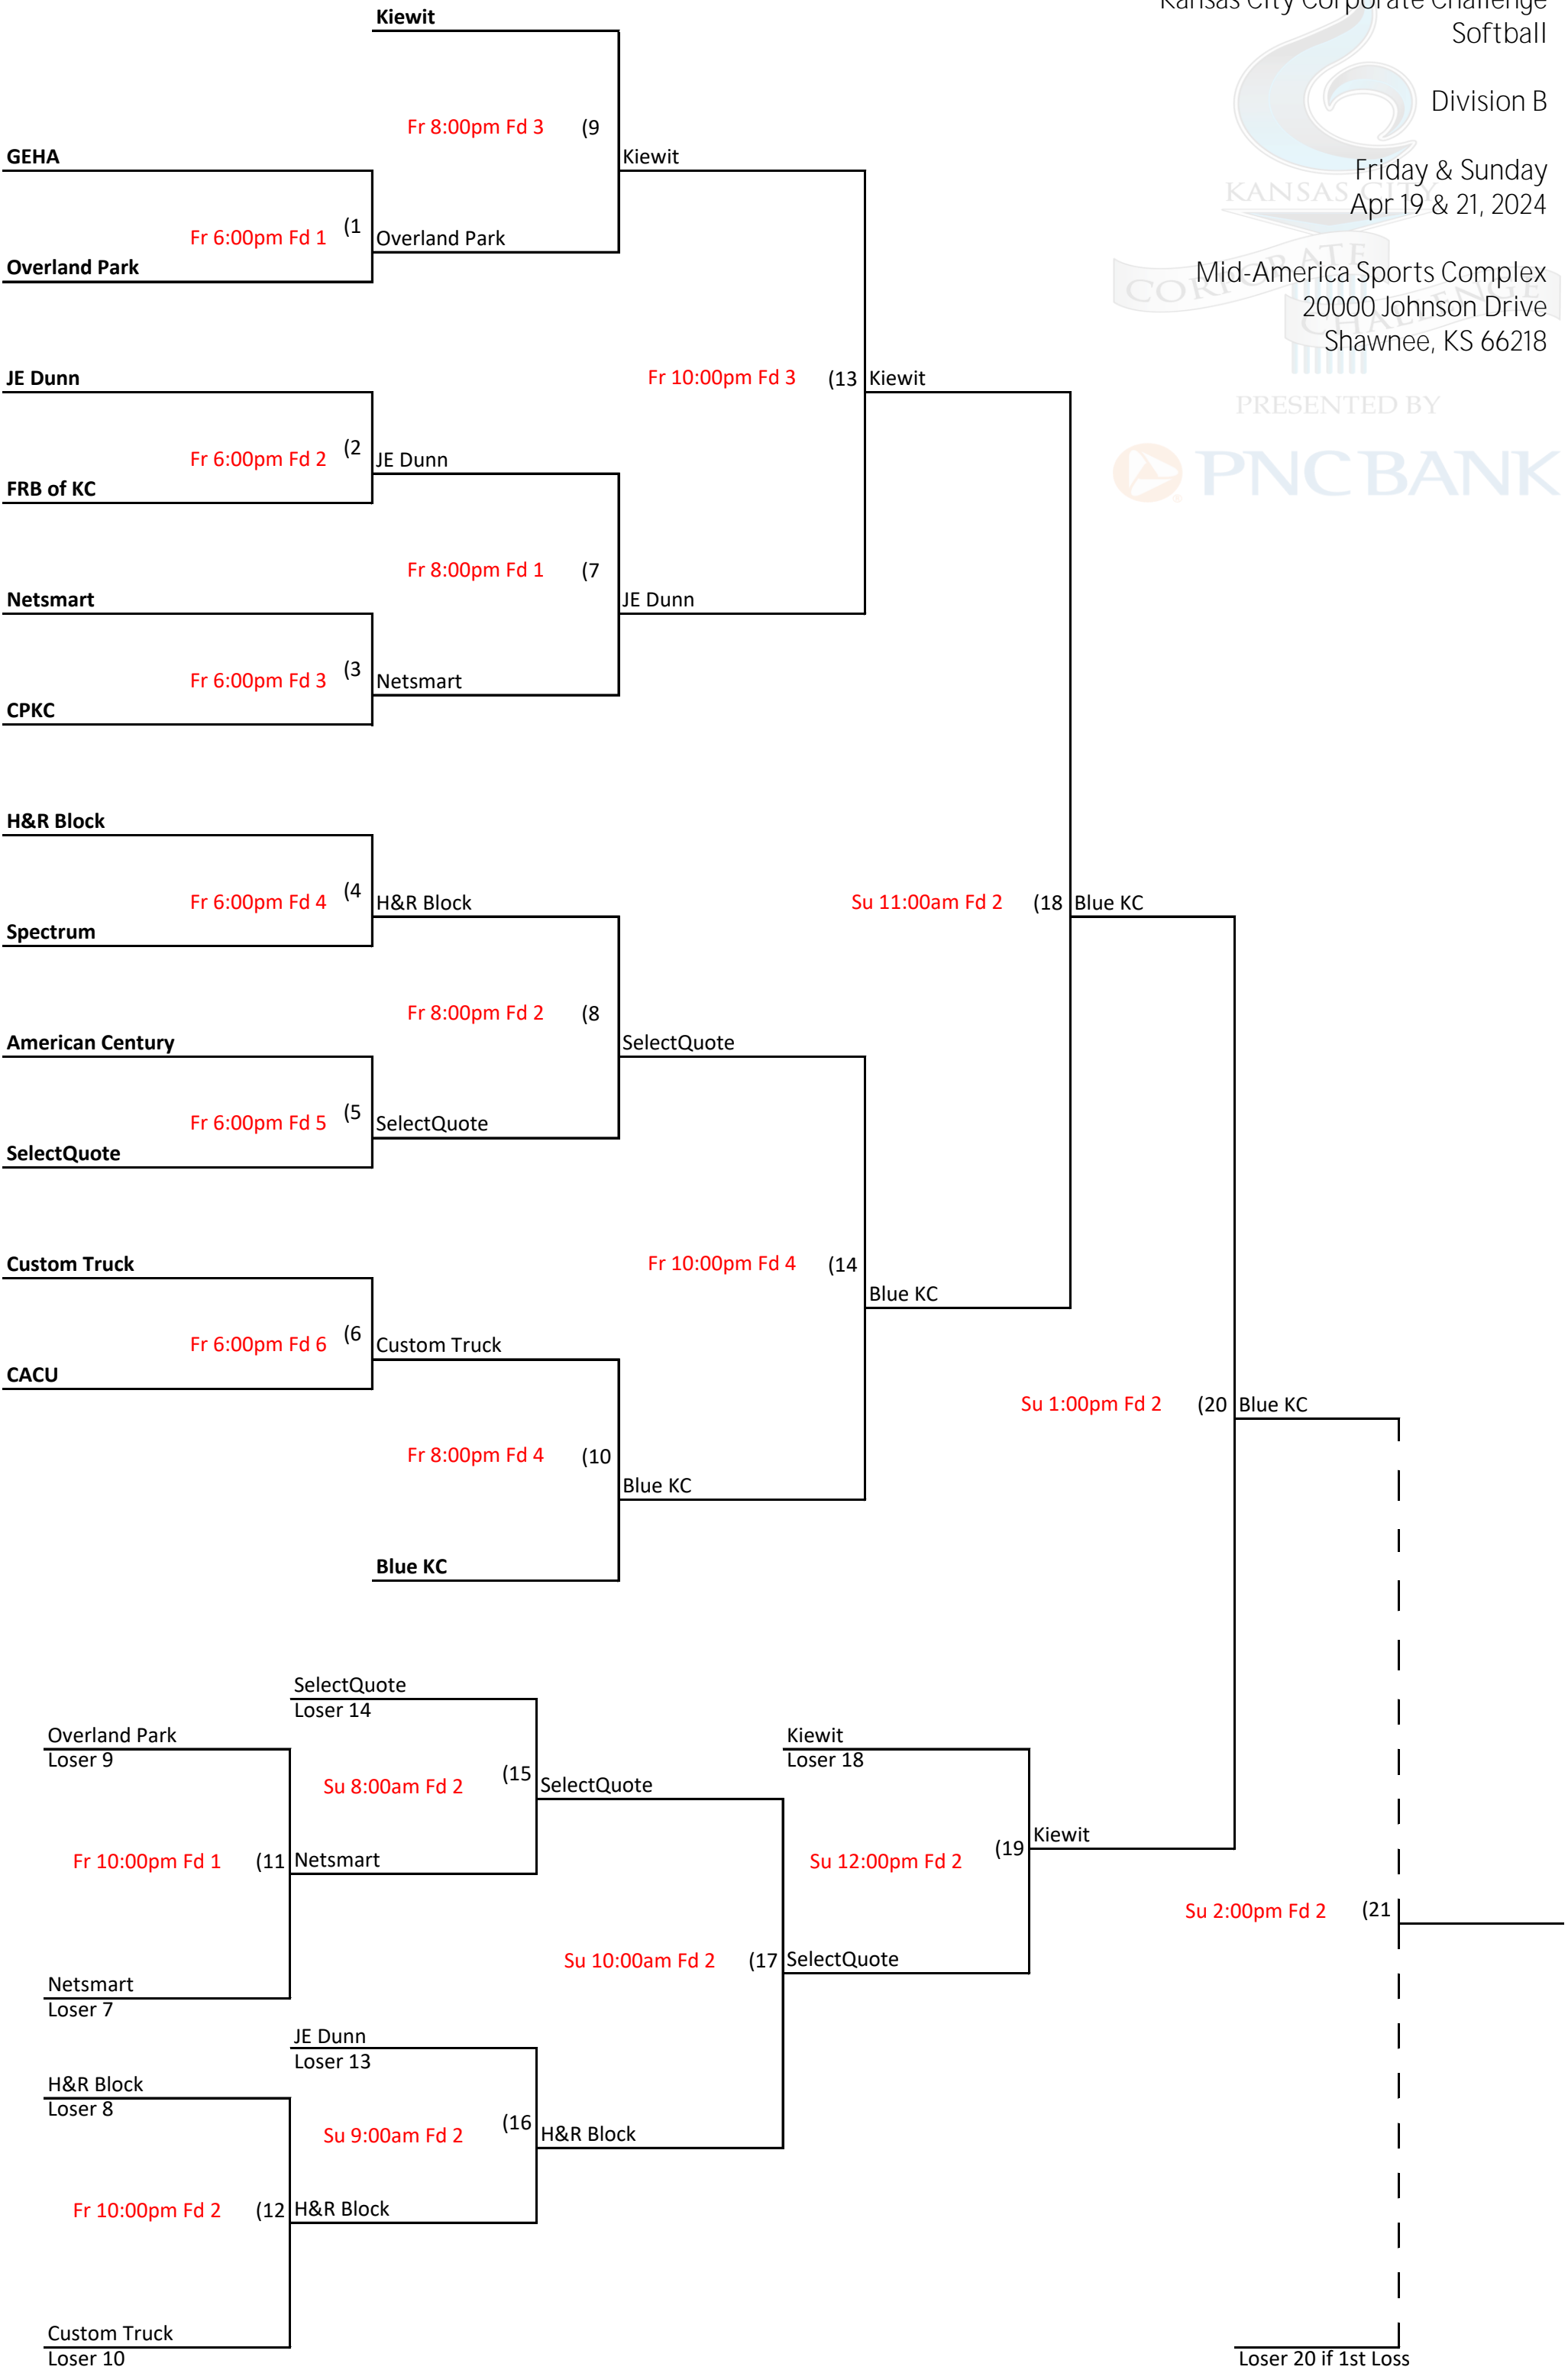 Kansas City Corporate Challenge
Softball
Division B
Friday & Sunday
Apr 19 & 21, 2024
Mid-America Sports Complex
20000 Johnson Drive
Shawnee, KS 66218
KANSAS CITY
CORPORATE
CHALLENGE
PRESENTED BY
PNC BANK
Kiewit
Fr 8:00pm Fd 3 (9
GEHA
Kiewit
Fr 6:00pm Fd 1 (1
Overland Park
Overland Park
JE Dunn
Fr 10:00pm Fd 3 (13
Kiewit
Fr 6:00pm Fd 2 (2
JE Dunn
FRB of KC
Fr 8:00pm Fd 1 (7
Netsmart
JE Dunn
Fr 6:00pm Fd 3 (3
Netsmart
CPKC
H&R Block
Fr 6:00pm Fd 4 (4
H&R Block
Su 11:00am Fd 2 (18
Blue KC
Spectrum
Fr 8:00pm Fd 2 (8
American Century
SelectQuote
Fr 6:00pm Fd 5 (5
SelectQuote
SelectQuote
Custom Truck
Fr 10:00pm Fd 4 (14
Blue KC
Fr 6:00pm Fd 6 (6
Custom Truck
CACU
Su 1:00pm Fd 2 (20
Blue KC
Fr 8:00pm Fd 4 (10
Blue KC
Blue KC
SelectQuote
Loser 14
Overland Park
Loser 9
Kiewit
Loser 18
Su 8:00am Fd 2 (15
SelectQuote
Kiewit
Fr 10:00pm Fd 1 (11
Netsmart
Su 12:00pm Fd 2 (19
Su 2:00pm Fd 2 (21
Su 10:00am Fd 2 (17
SelectQuote
Netsmart
Loser 7
JE Dunn
Loser 13
H&R Block
Loser 8
Su 9:00am Fd 2 (16
H&R Block
Fr 10:00pm Fd 2 (12
H&R Block
Custom Truck
Loser 10
Loser 20 if 1st Loss